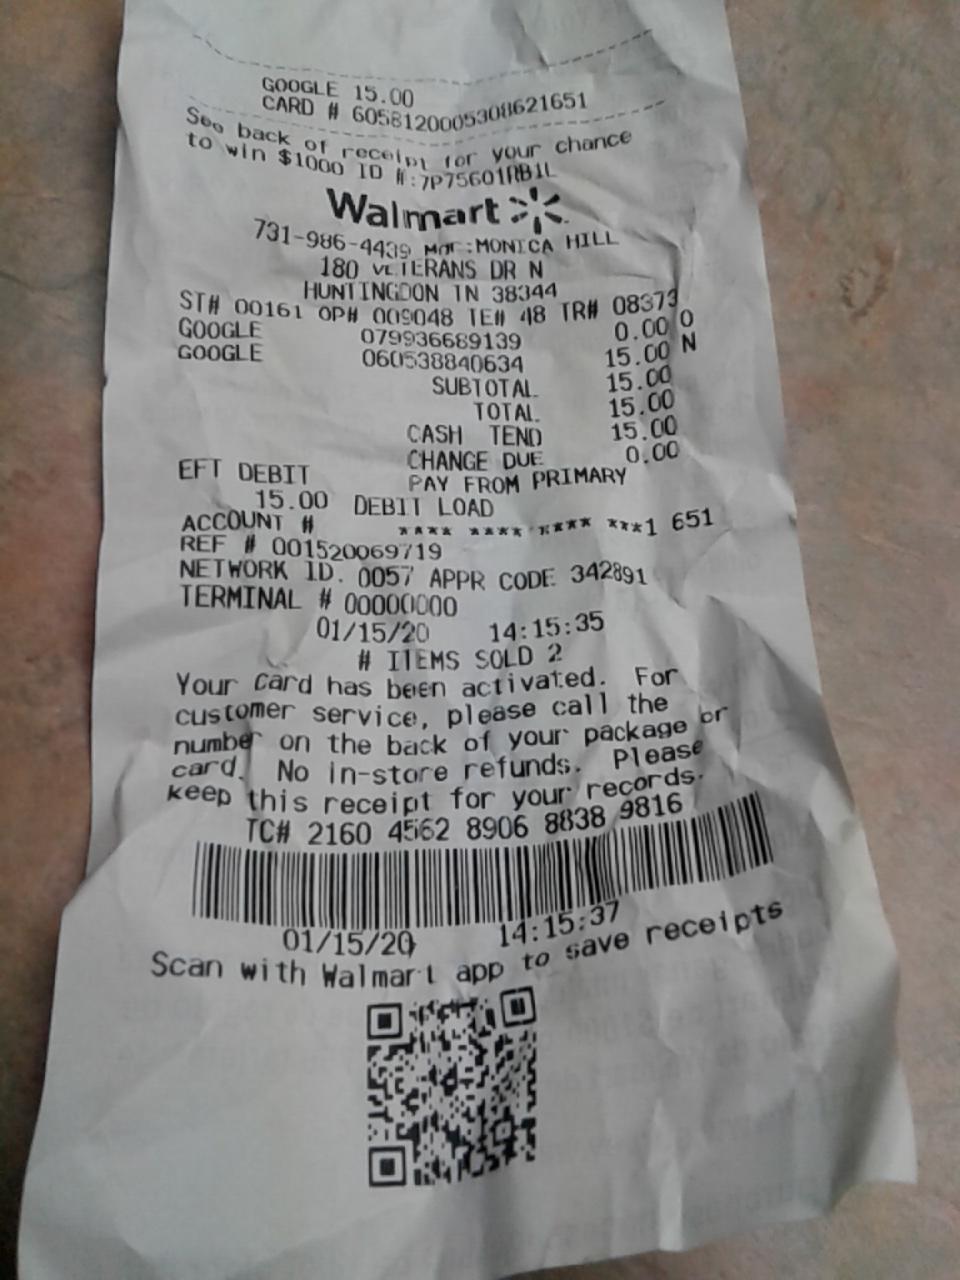 GOOGLE 15.00
CARD # 6058120005308621651
See back of receipt for your chance
to win $1000 ID #:7P75601RB1L
Walmart
731-986-4439 Mgr:MONICA HILL
180 VETERANS DR N
HUNTINGDON TN 38344
ST# 00161 OP# 009048 TE# 48 TR# 08373
GOOGLE 079936689139 0.00 O
GOOGLE 060538840634 15.00 N
SUBTOTAL 15.00
TOTAL 15.00
CASH TEND 15.00
CHANGE DUE 0.00
EFT DEBIT PAY FROM PRIMARY
15.00 DEBIT LOAD
ACCOUNT # **** **** **** ***1 651
REF # 001520069719
NETWORK ID. 0057 APPR CODE 342891
TERMINAL # 00000000
01/15/20 14:15:35
# ITEMS SOLD 2
Your Card has been activated. For
customer service, please call the
number on the back of your package or
card. No in-store refunds. Please
keep this receipt for your records.
TC# 2160 4562 8906 8838 9816
01/15/20 14:15:37
Scan with Walmart app to save receipts